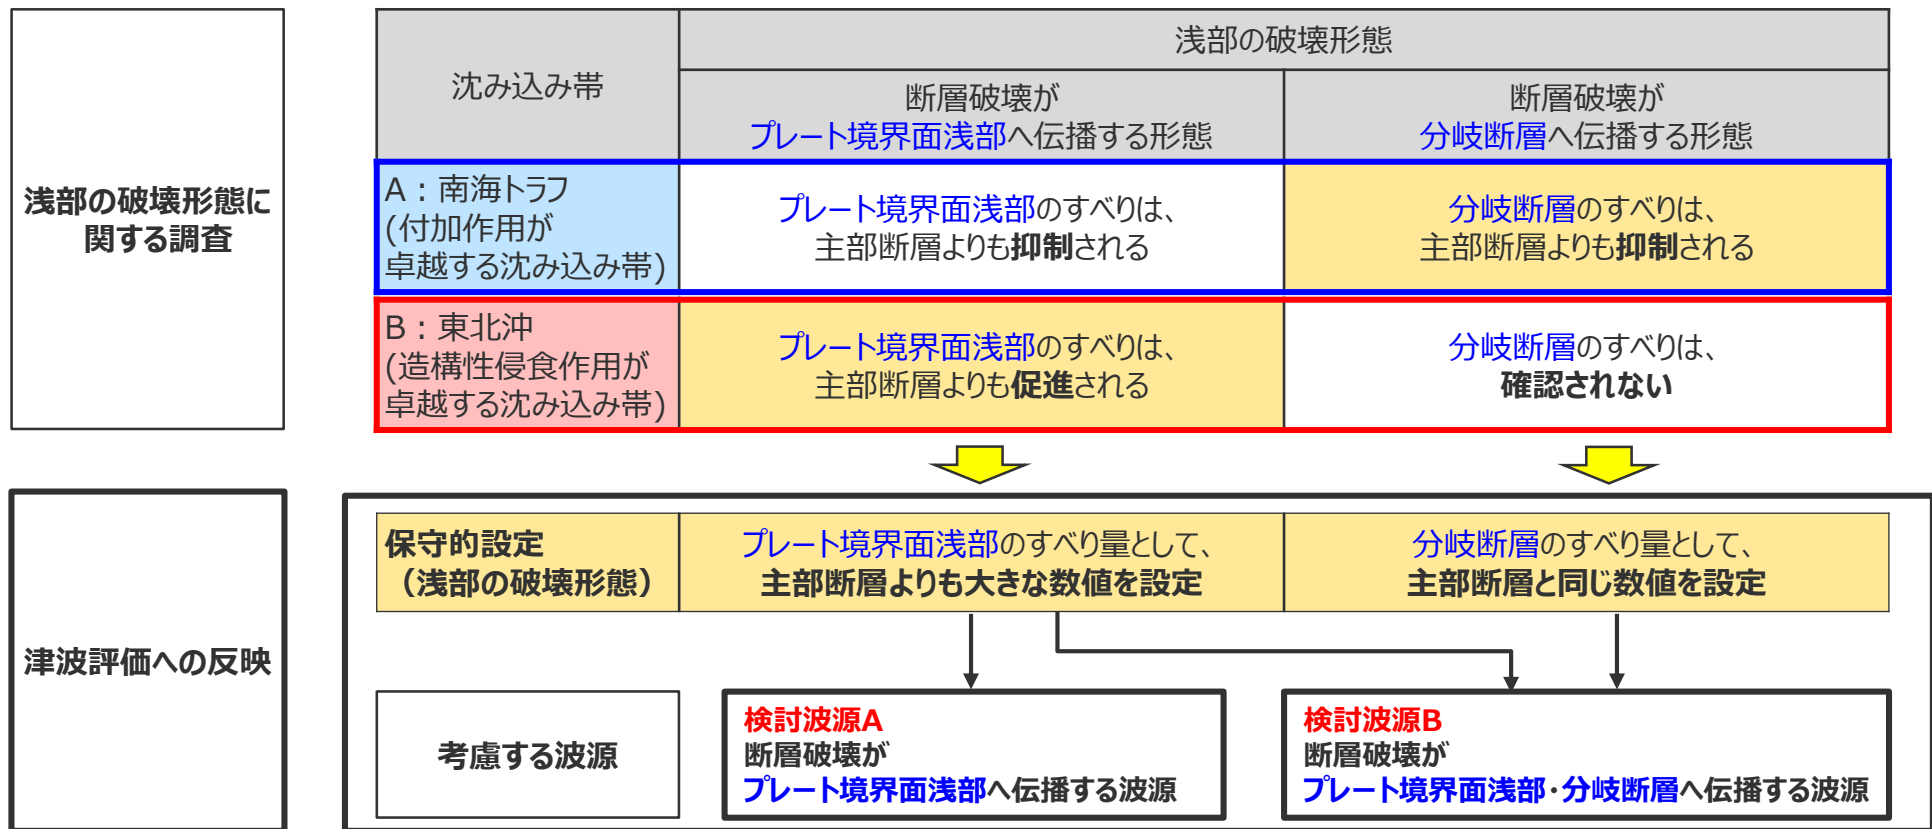 浅部の破壊形態に
関する調査
沈み込み帯
浅部の破壊形態
断層破壊が
プレート境界面浅部へ伝播する形態
断層破壊が
分岐断層へ伝播する形態
A：南海トラフ
(付加作用が
卓越する沈み込み帯)
プレート境界面浅部のすべりは、
主部断層よりも抑制される
分岐断層のすべりは、
主部断層よりも抑制される
B：東北沖
(造構性侵食作用が
卓越する沈み込み帯)
プレート境界面浅部のすべりは、
主部断層よりも促進される
分岐断層のすべりは、
確認されない
津波評価への反映
保守的設定
（浅部の破壊形態）
プレート境界面浅部のすべり量として、
主部断層よりも大きな数値を設定
分岐断層のすべり量として、
主部断層と同じ数値を設定
考慮する波源
検討波源A
断層破壊が
プレート境界面浅部へ伝播する波源
検討波源B
断層破壊が
プレート境界面浅部・分岐断層へ伝播する波源